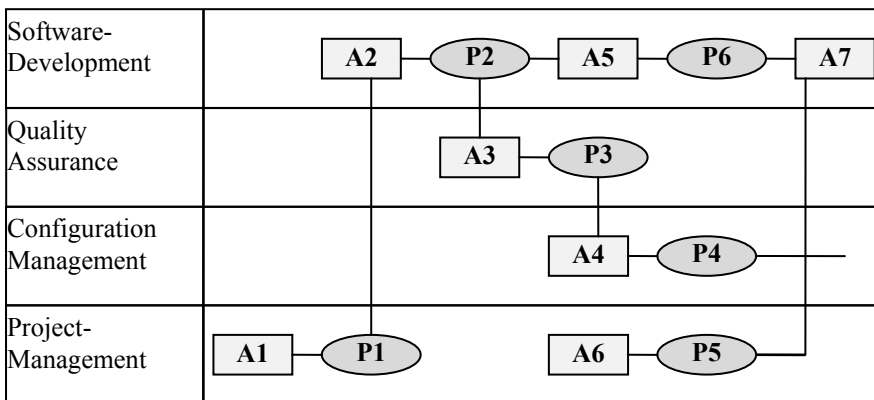 Software-
Development
A2
P2
A5
P6
A7
Quality
Assurance
A3
P3
Configuration
Management
A4
P4
Project-
Management
A1
P1
A6
P5